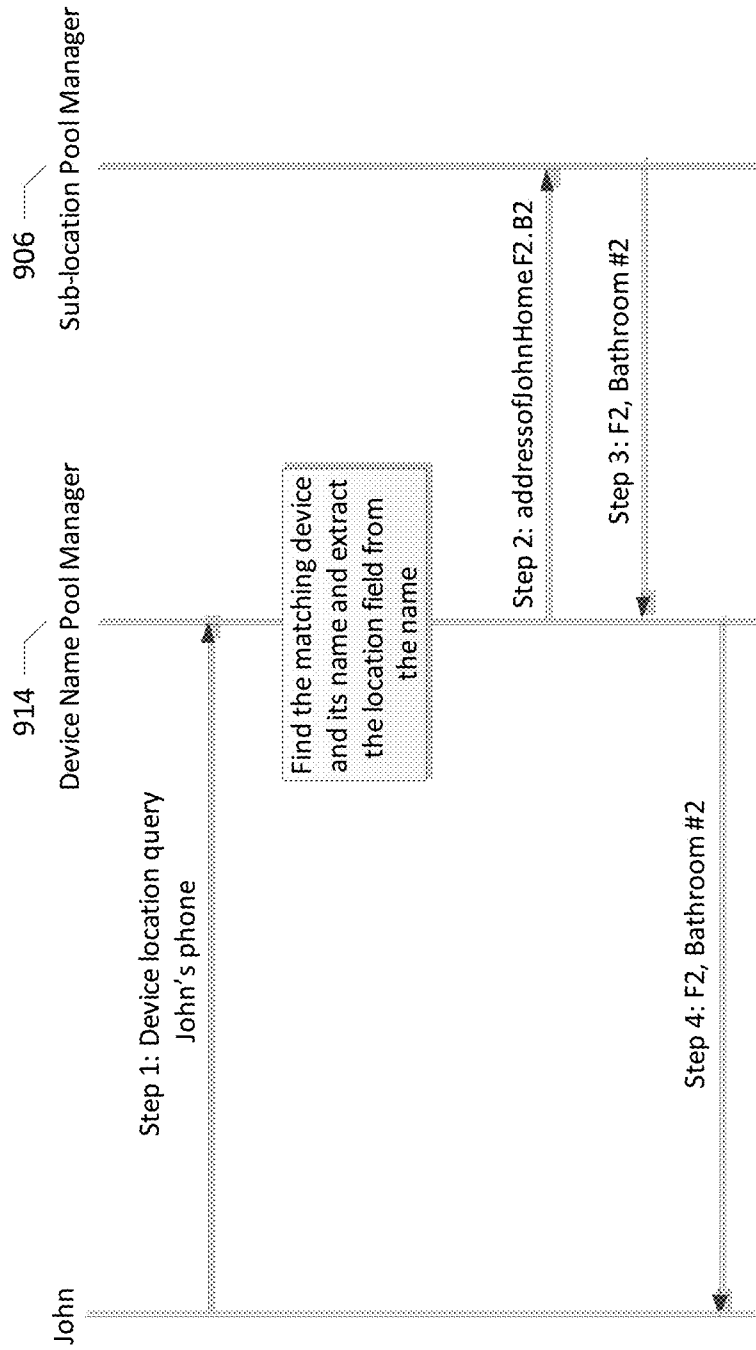 914
906
John
Device Name Pool Manager
Sub-location Pool Manager
Step 1: Device location query
John's phone
Find the matching device
and its name and extract
the location field from
the name
Step 2: addressofJohnHome.F2.B2
Step 3: F2, Bathroom #2
Step 4: F2, Bathroom #2